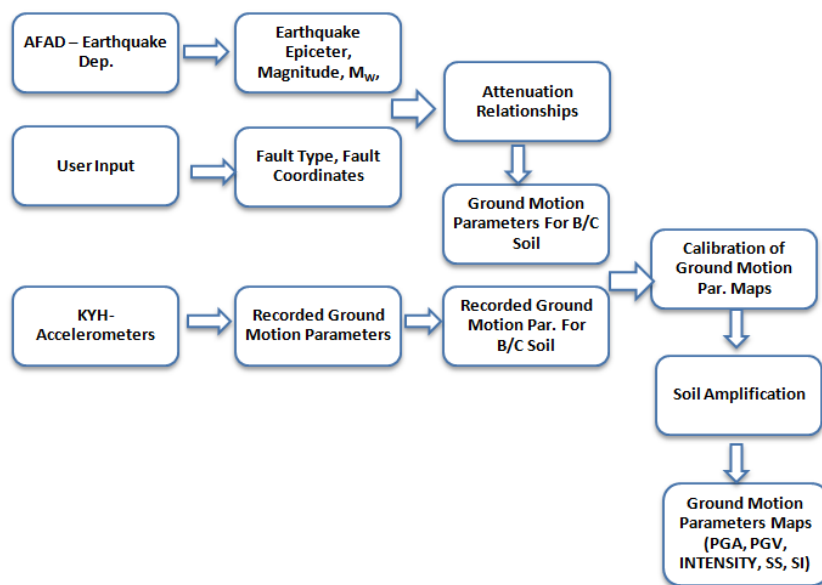 AFAD – Earthquake
Dep.
Earthquake
Epiceter,
Magnitude, MW,
Attenuation
Relationships
User Input
Fault Type, Fault
Coordinates
Ground Motion
Parameters For B/C
Soil
Calibration of
Ground Motion
Par. Maps
KYH-
Accelerometers
Recorded Ground
Motion Parameters
Recorded Ground
Motion Par. For
B/C Soil
Soil Amplification
Ground Motion
Parameters Maps
(PGA, PGV,
INTENSITY, SS, SI)